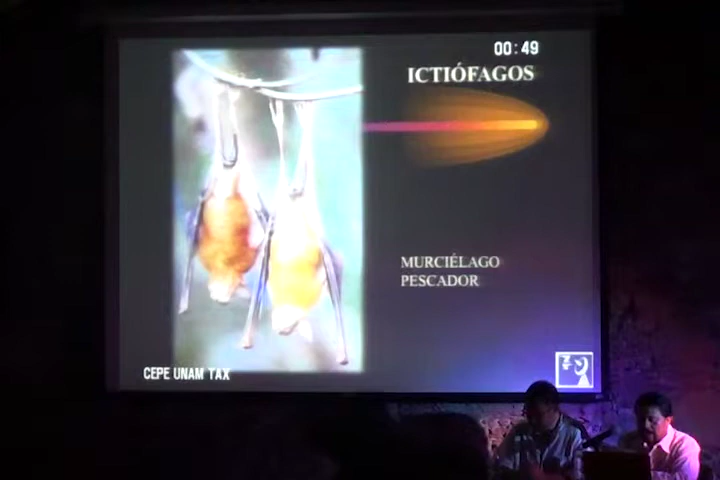 00:49
ICTIÓFAGOS
MURCIÉLAGO
PESCADOR
CEPE UNAM TAX